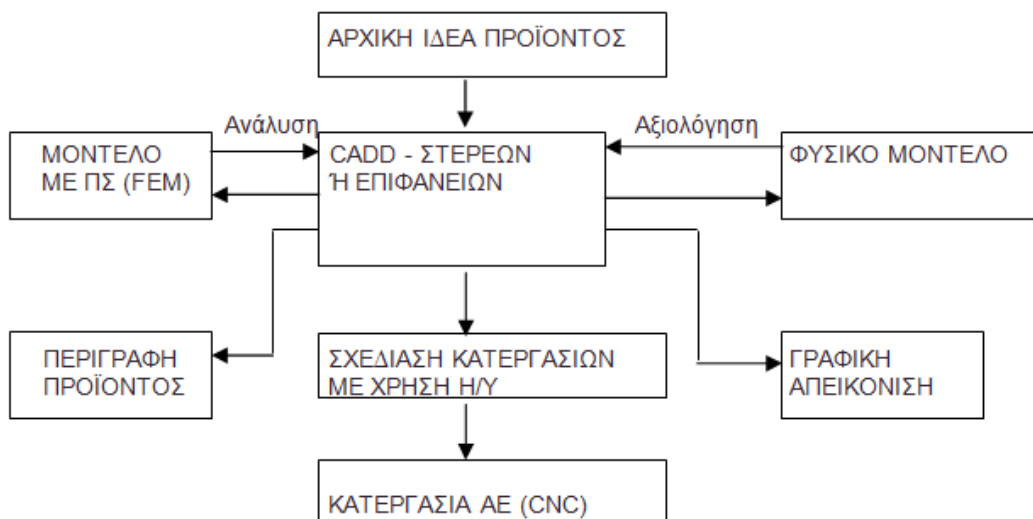 ΑΡΧΙΚΗ ΙΔΕΑ ΠΡΟΪΟΝΤΟΣ
Ανάλυση
Αξιολόγηση
ΜΟΝΤΕΛΟ
ΜΕ ΠΣ (FEM)
CADD - ΣΤΕΡΕΩΝ
Ή ΕΠΙΦΑΝΕΙΩΝ
ΦΥΣΙΚΟ ΜΟΝΤΕΛΟ
ΠΕΡΙΓΡΑΦΗ
ΠΡΟΪΟΝΤΟΣ
ΣΧΕΔΙΑΣΗ ΚΑΤΕΡΓΑΣΙΩΝ
ΜΕ ΧΡΗΣΗ Η/Υ
ΓΡΑΦΙΚΗ
ΑΠΕΙΚΟΝΙΣΗ
ΚΑΤΕΡΓΑΣΙΑ ΑΕ (CNC)